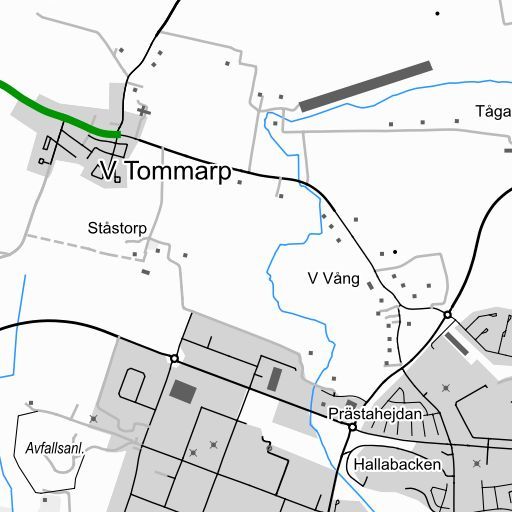 Tåga
V Tommarp
Ståstorp
V Vång
Prästahejdan
Avfallsanl.
Hallabacken